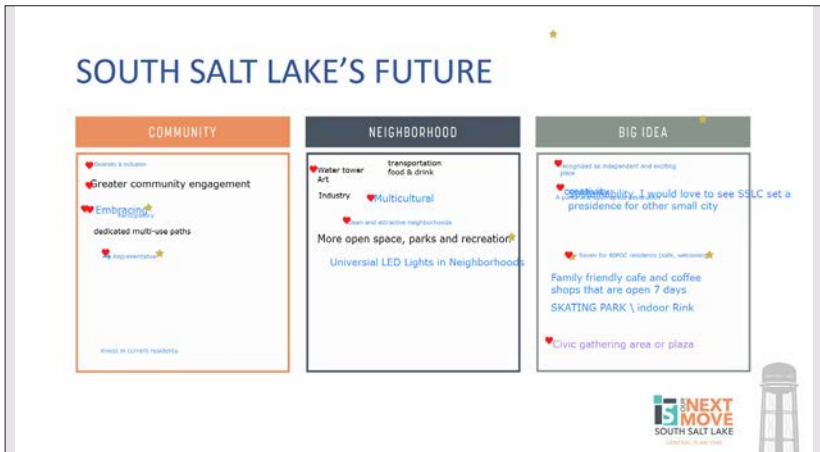 SOUTH SALT LAKE'S FUTURE
COMMUNITY
Diversity & inclusion
Greater community engagement
Embracing
Participatory
dedicated multi-use paths
Representative
Invest in current residents
NEIGHBORHOOD
Water tower
Art
transportation
food & drink
Industry
Multicultural
clean and attractive neighborhoods
More open space, parks and recreation
Universial LED Lights in Neighborhoods
BIG IDEA
Recognized as independent and exciting
place
creativity
I would love to see SSLC set a
presidence for other small city
haven for BIPOC residents (safe, welcoming)
Family friendly cafe and coffee
shops that are open 7 days
SKATING PARK \ indoor Rink
Civic gathering area or plaza
OUR NEXT
MOVE
SOUTH SALT LAKE
GENERAL PLAN 2040